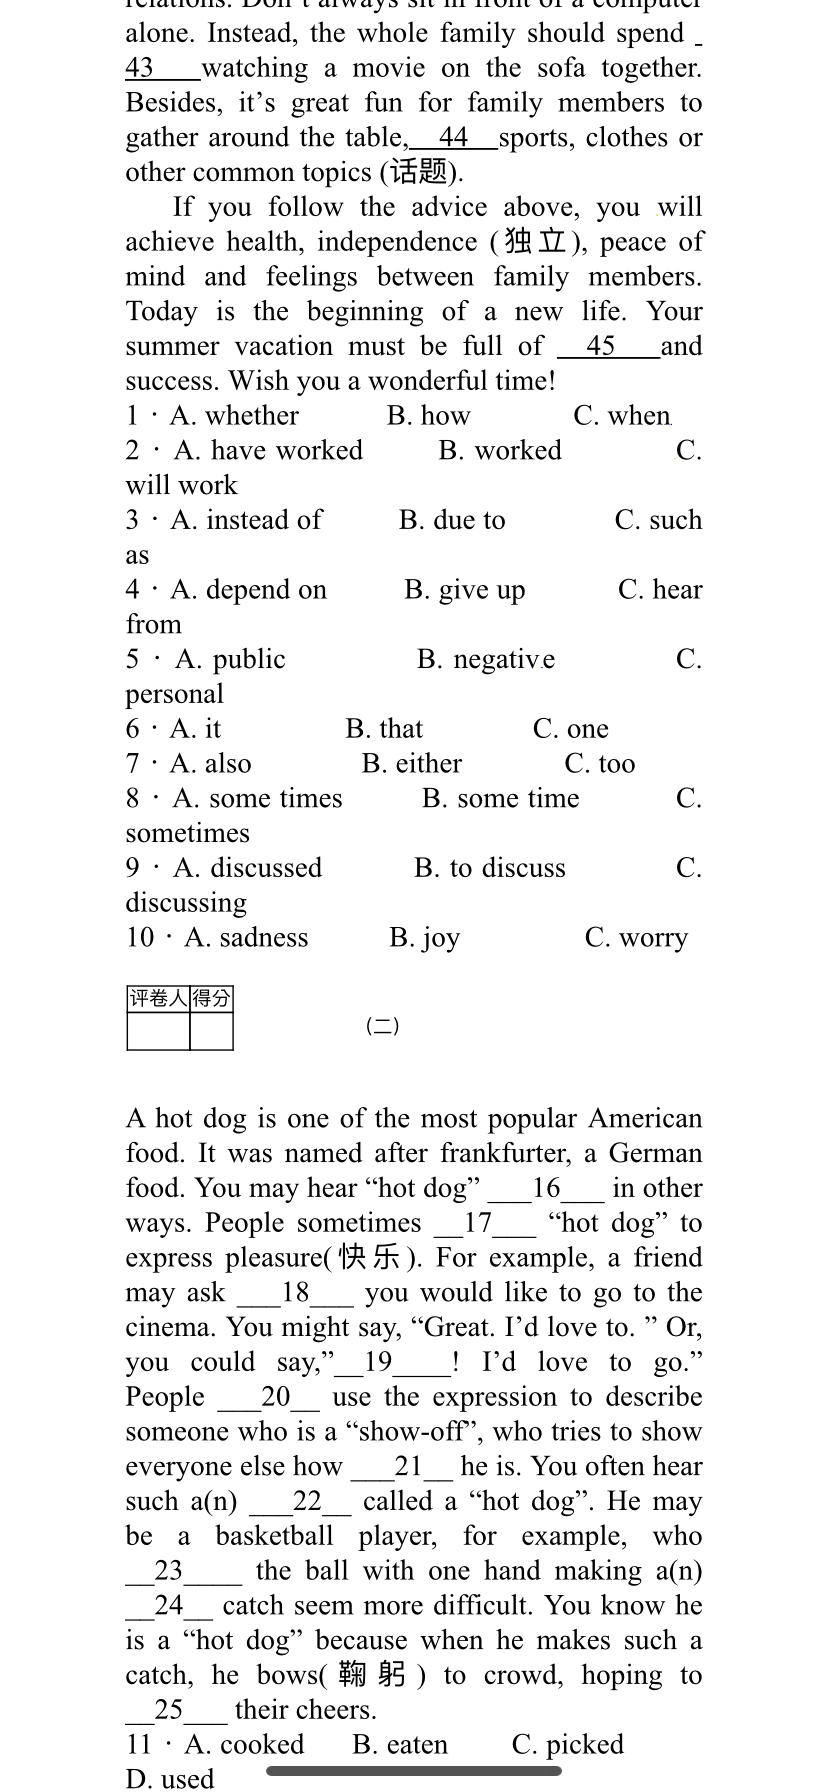 relations. Don't always sit in front of a computer
alone. Instead, the whole family should spend _
43___watching a movie on the sofa together.
Besides, it's great fun for family members to
gather around the table,__44__sports, clothes or
other common topics (话题).
If you follow the advice above, you will
achieve health, independence (独立), peace of
mind and feelings between family members.
Today is the beginning of a new life. Your
summer vacation must be full of __45___and
success. Wish you a wonderful time!
1·A. whether B. how C. when
2·A. have worked B. worked C.
will work
3·A. instead of B. due to C. such
as
4·A. depend on B. give up C. hear
from
5·A. public B. negative C.
personal
6·A. it B. that C. one
7·A. also B. either C. too
8·A. some times B. some time C.
sometimes
9·A. discussed B. to discuss C.
discussing
10·A. sadness B. joy C. worry
评卷人 得分
(二)
A hot dog is one of the most popular American
food. It was named after frankfurter, a German
food. You may hear “hot dog” ___16___ in other
ways. People sometimes __17___ “hot dog” to
express pleasure(快乐). For example, a friend
may ask ___18___ you would like to go to the
cinema. You might say, “Great. I’d love to. ” Or,
you could say,”__19____! I’d love to go.”
People ___20__ use the expression to describe
someone who is a “show-off”, who tries to show
everyone else how ___21__ he is. You often hear
such a(n) ___22__ called a “hot dog”. He may
be a basketball player, for example, who
__23____ the ball with one hand making a(n)
__24__ catch seem more difficult. You know he
is a “hot dog” because when he makes such a
catch, he bows(鞠躬) to crowd, hoping to
__25___ their cheers.
11·A. cooked B. eaten C. picked
D. used